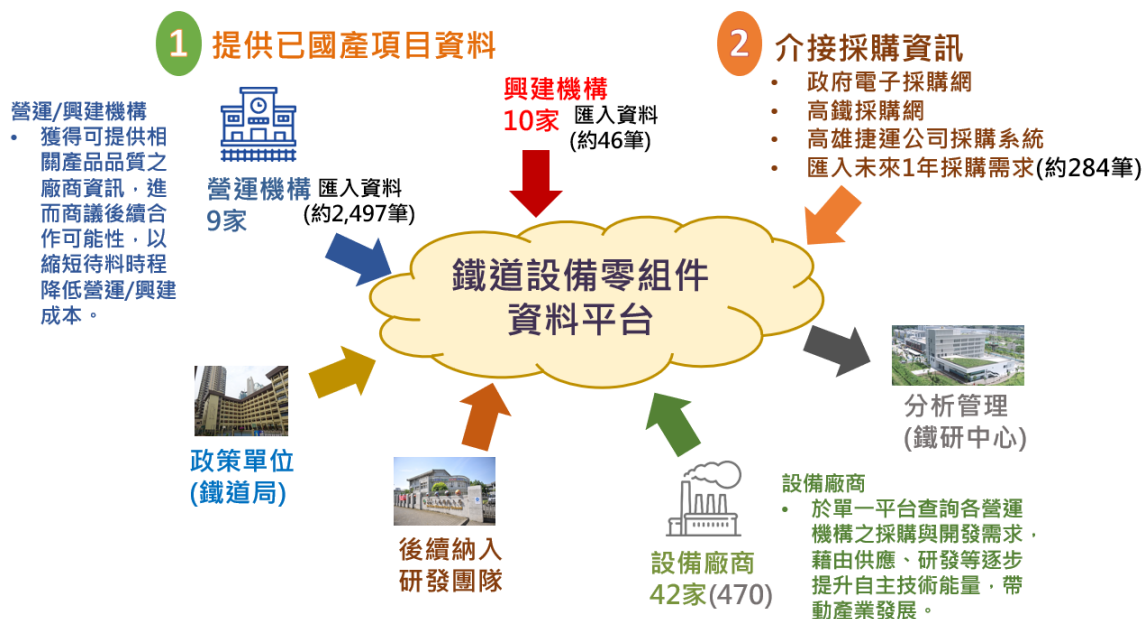 1 提供已國產項目資料
2 介接採購資訊
• 政府電子採購網
• 高鐵採購網
• 高雄捷運公司採購系統
• 匯入未來1年採購需求(約284筆)
營運/興建機構
• 獲得可提供相
關產品品質之
廠商資訊，進
而商議後續合
作可能性，以
縮短待料時程
降低營運/興建
成本。
營運機構
9家
匯入資料
(約2,497筆)
興建機構
10家
匯入資料
(約46筆)
鐵道設備零組件
資料平台
政策單位
(鐵道局)
後續納入
研發團隊
設備廠商
42家(470)
分析管理
(鐵研中心)
設備廠商
• 於單一平台查詢各營運
機構之採購與開發需求，
藉由供應、研發等逐步
提升自主技術能量，帶
動產業發展。